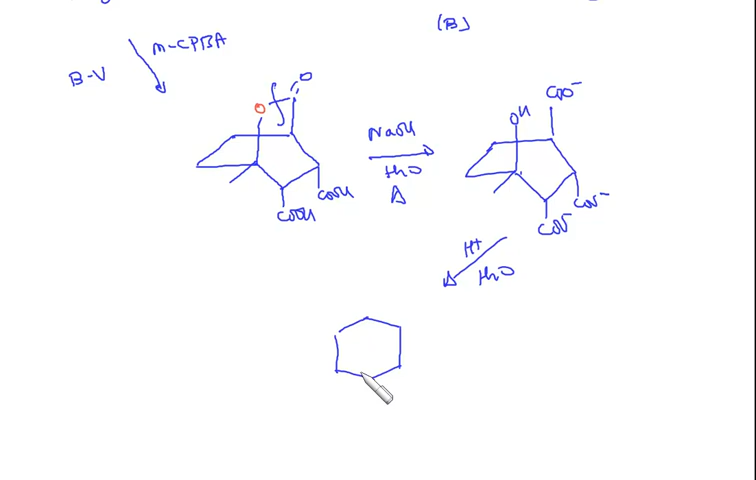 (B)
m-CPBA
B-V
O
O
COO-
OH
NaOH
H2O
Δ
COOH
COOH
COO-
COO-
H+
H2O